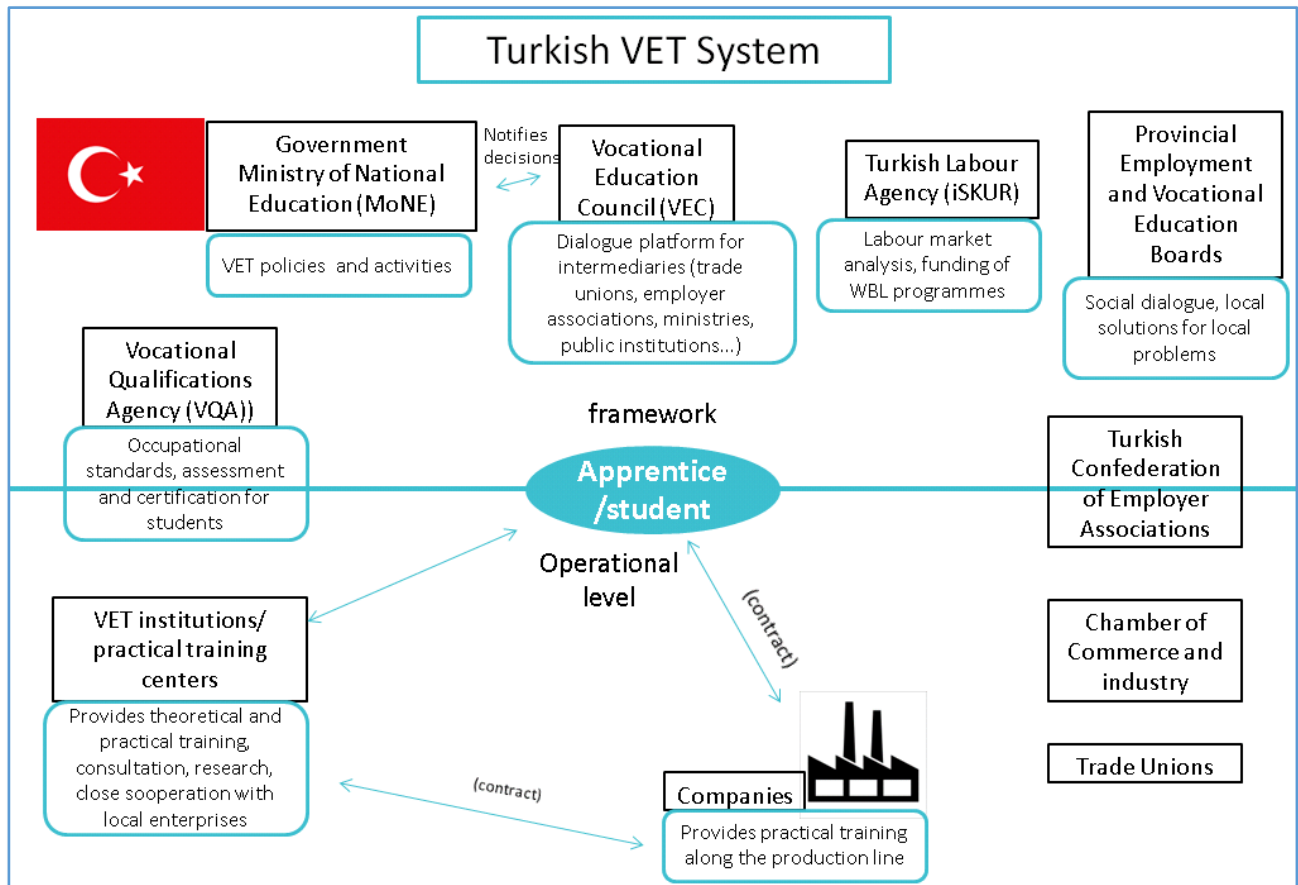 Turkish VET System
Government
Ministry of National
Education (MoNE)
VET policies and activities
Notifies
decisions
Vocational
Education
Council (VEC)
Dialogue platform for
intermediaries (trade
unions, employer
associations, ministries,
public institutions...)
Turkish Labour
Agency (iSKUR)
Labour market
analysis, funding of
WBL programmes
Provincial
Employment
and Vocational
Education
Boards
Social dialogue, local
solutions for local
problems
Vocational
Qualifications
Agency (VQA))
Occupational
standards, assessment
and certification for
students
framework
Apprentice
/student
Operational
level
Turkish
Confederation
of Employer
Associations
VET institutions/
practical training
centers
Provides theoretical and
practical training,
consultation, research,
close sooperation with
local enterprises
(contract)
(contract)
Companies
Provides practical training
along the production line
Chamber of
Commerce and
industry
Trade Unions